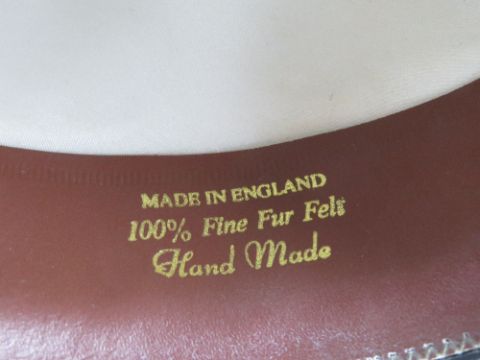 MADE IN ENGLAND
100% Fine Fur Felt
Hand Made